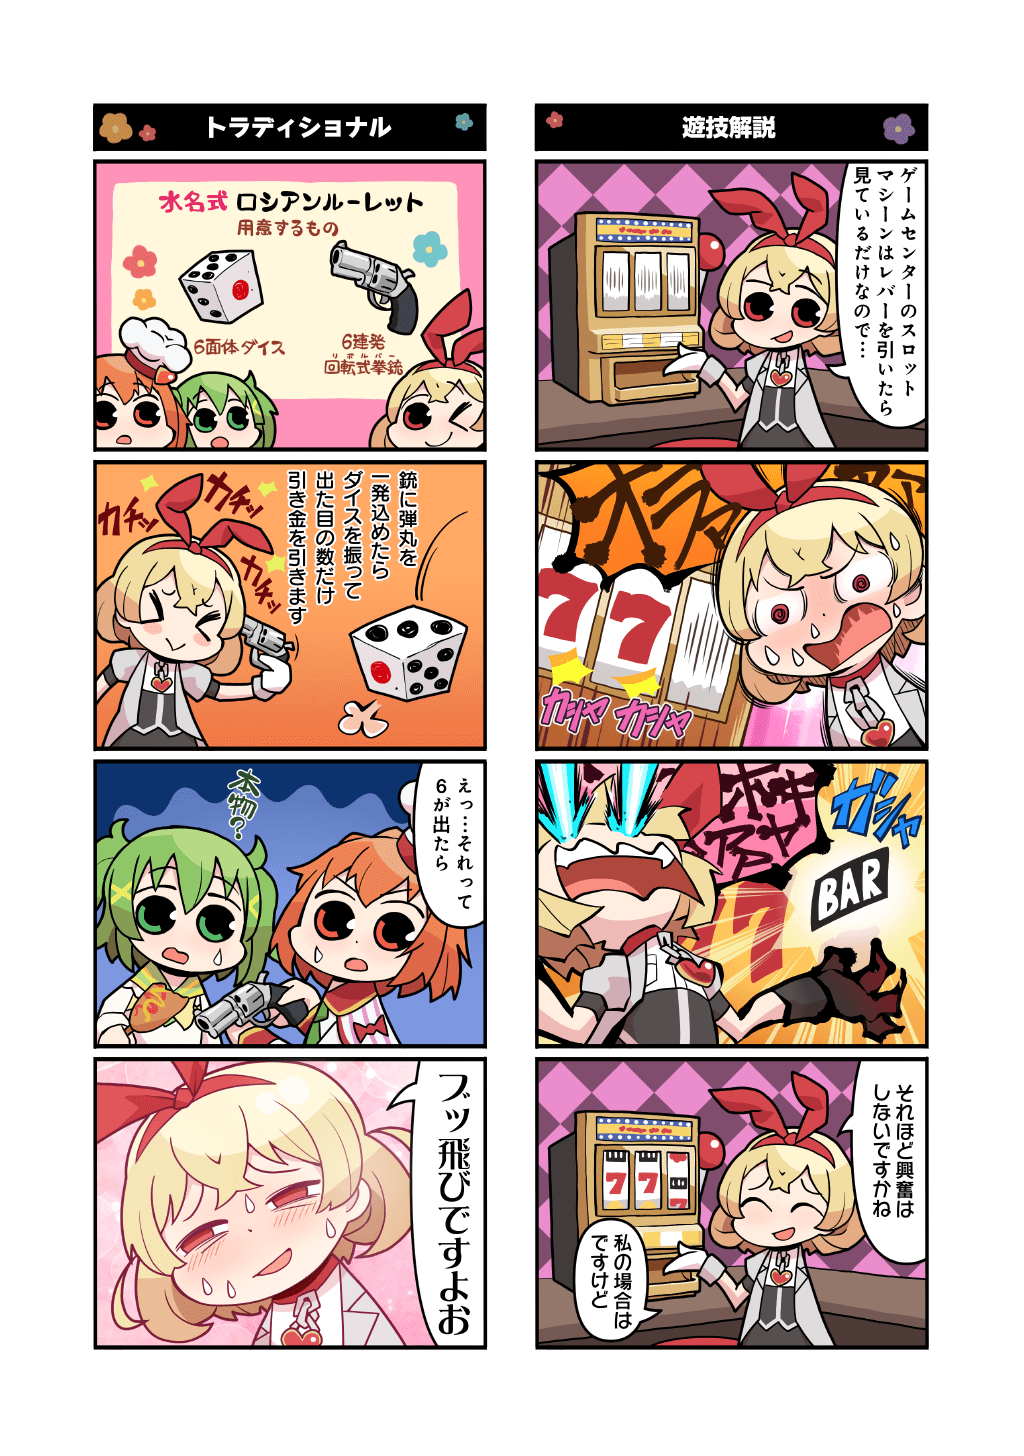 遊技解説
ゲームセンターのスロット
マシーンはレバーを引いたら
見ているだけなので…
オラァァ
カシャ
カシャ
ガシャ
BAR
それほど興奮は
しないですかね
私の場合は
ですけど
トラディショナル
水名式 ロシアンルーレット
用意するもの
6面体ダイス
6連発
リボルバー
回転式拳銃
銃に弾丸を
一発込めたら
ダイスを振って
出た目の数だけ
引き金を引きます
カチッ
カチッ
カチッ
えっ…それって
6が出たら
本物?
ブッ飛びですよお